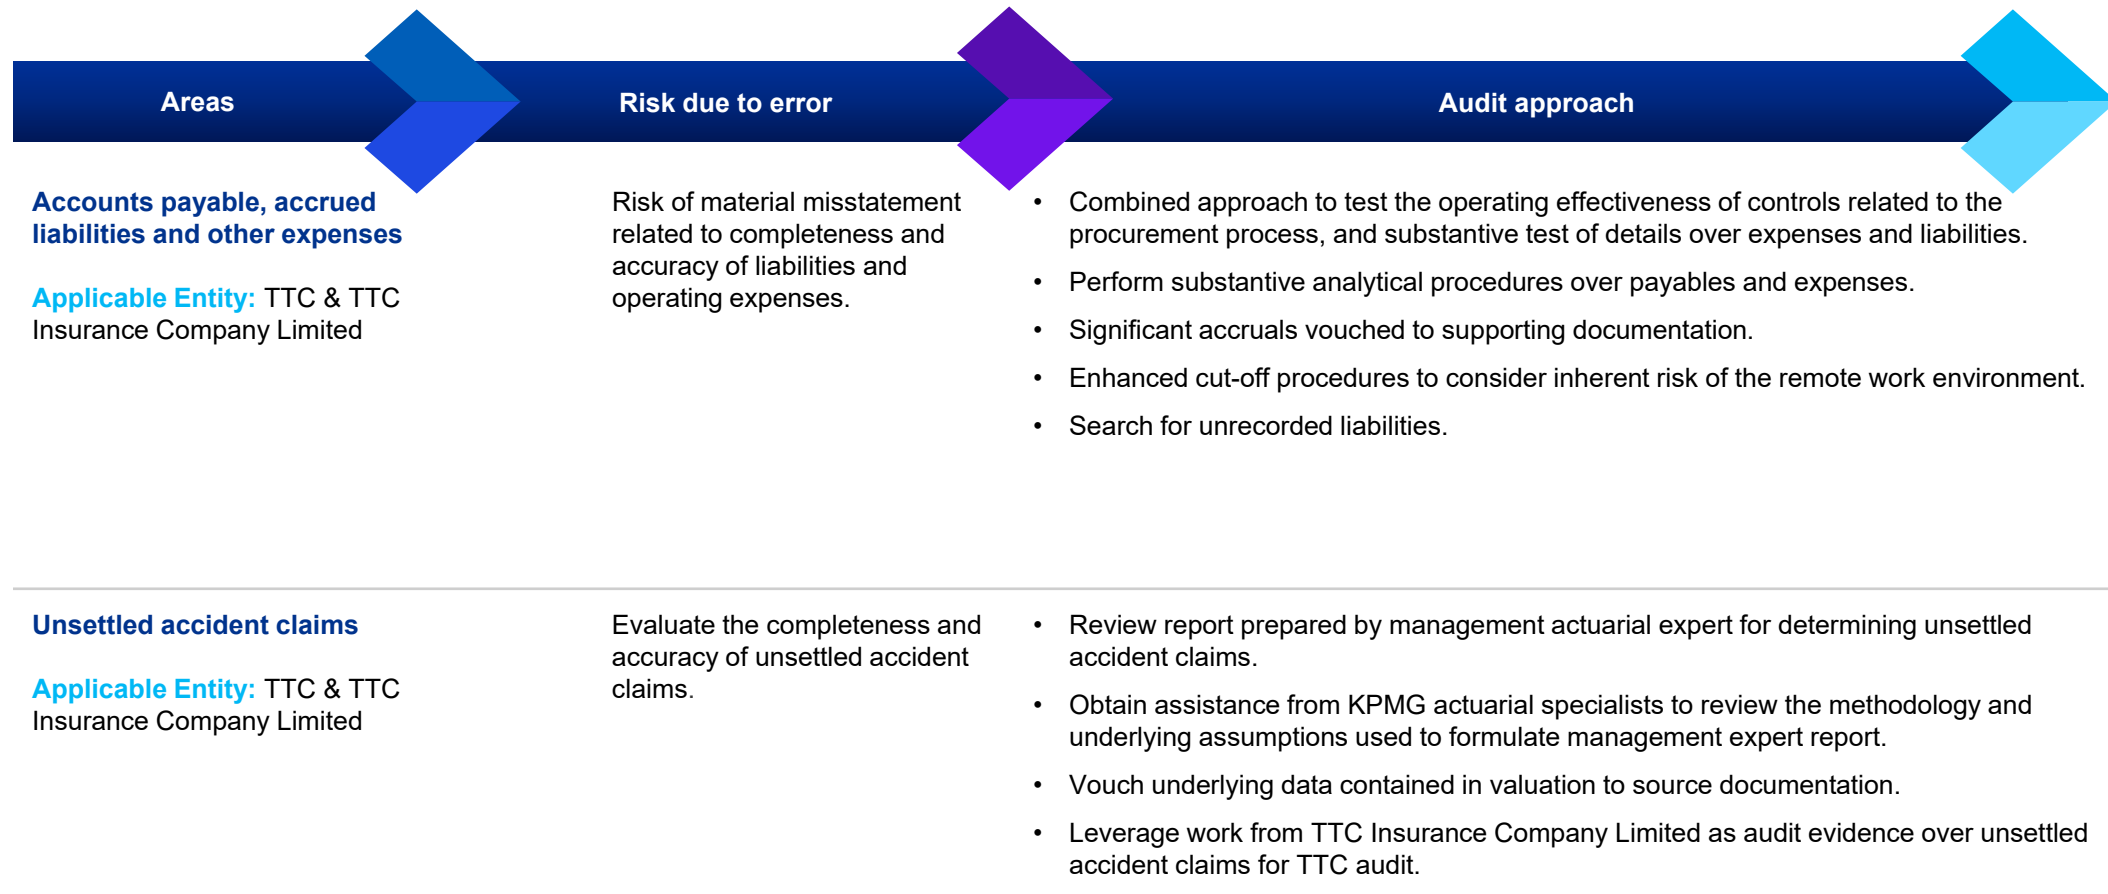 Areas
Risk due to error
Audit approach
Accounts payable, accrued
liabilities and other expenses
Applicable Entity: TTC & TTC
Insurance Company Limited
Risk of material misstatement
related to completeness and
accuracy of liabilities and
operating expenses.
• Combined approach to test the operating effectiveness of controls related to the
procurement process, and substantive test of details over expenses and liabilities.
• Perform substantive analytical procedures over payables and expenses.
• Significant accruals vouched to supporting documentation.
• Enhanced cut-off procedures to consider inherent risk of the remote work environment.
• Search for unrecorded liabilities.
Unsettled accident claims
Applicable Entity: TTC & TTC
Insurance Company Limited
Evaluate the completeness and
accuracy of unsettled accident
claims.
• Review report prepared by management actuarial expert for determining unsettled
accident claims.
• Obtain assistance from KPMG actuarial specialists to review the methodology and
underlying assumptions used to formulate management expert report.
• Vouch underlying data contained in valuation to source documentation.
• Leverage work from TTC Insurance Company Limited as audit evidence over unsettled
accident claims for TTC audit.